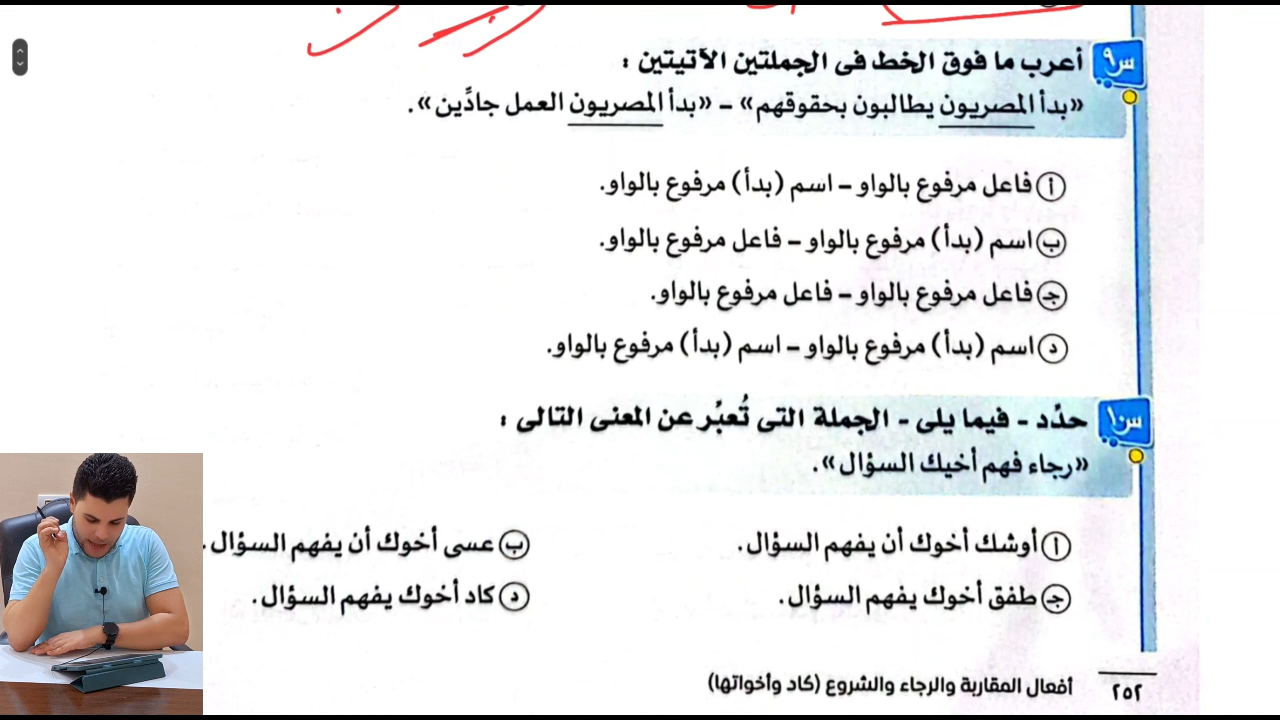 س٩ أعرب ما فوق الخط فى الجملتين الآتيتين :
«بدأ المصريون يطالبون بحقوقهم» – «بدأ المصريون العمل جادِّين».
أ فاعل مرفوع بالواو – اسم (بدأ) مرفوع بالواو.
ب اسم (بدأ) مرفوع بالواو – فاعل مرفوع بالواو.
جـ فاعل مرفوع بالواو – فاعل مرفوع بالواو.
د اسم (بدأ) مرفوع بالواو – اسم (بدأ) مرفوع بالواو.
س١٠ حدِّد - فيما يلى - الجملة التى تُعبِّر عن المعنى التالى :
«رجاء فهم أخيك السؤال».
أ أوشك أخوك أن يفهم السؤال. ب عسى أخوك أن يفهم السؤال.
جـ طفق أخوك يفهم السؤال. د كاد أخوك يفهم السؤال.
٢٥٢ أفعال المقاربة والرجاء والشروع (كاد وأخواتها)